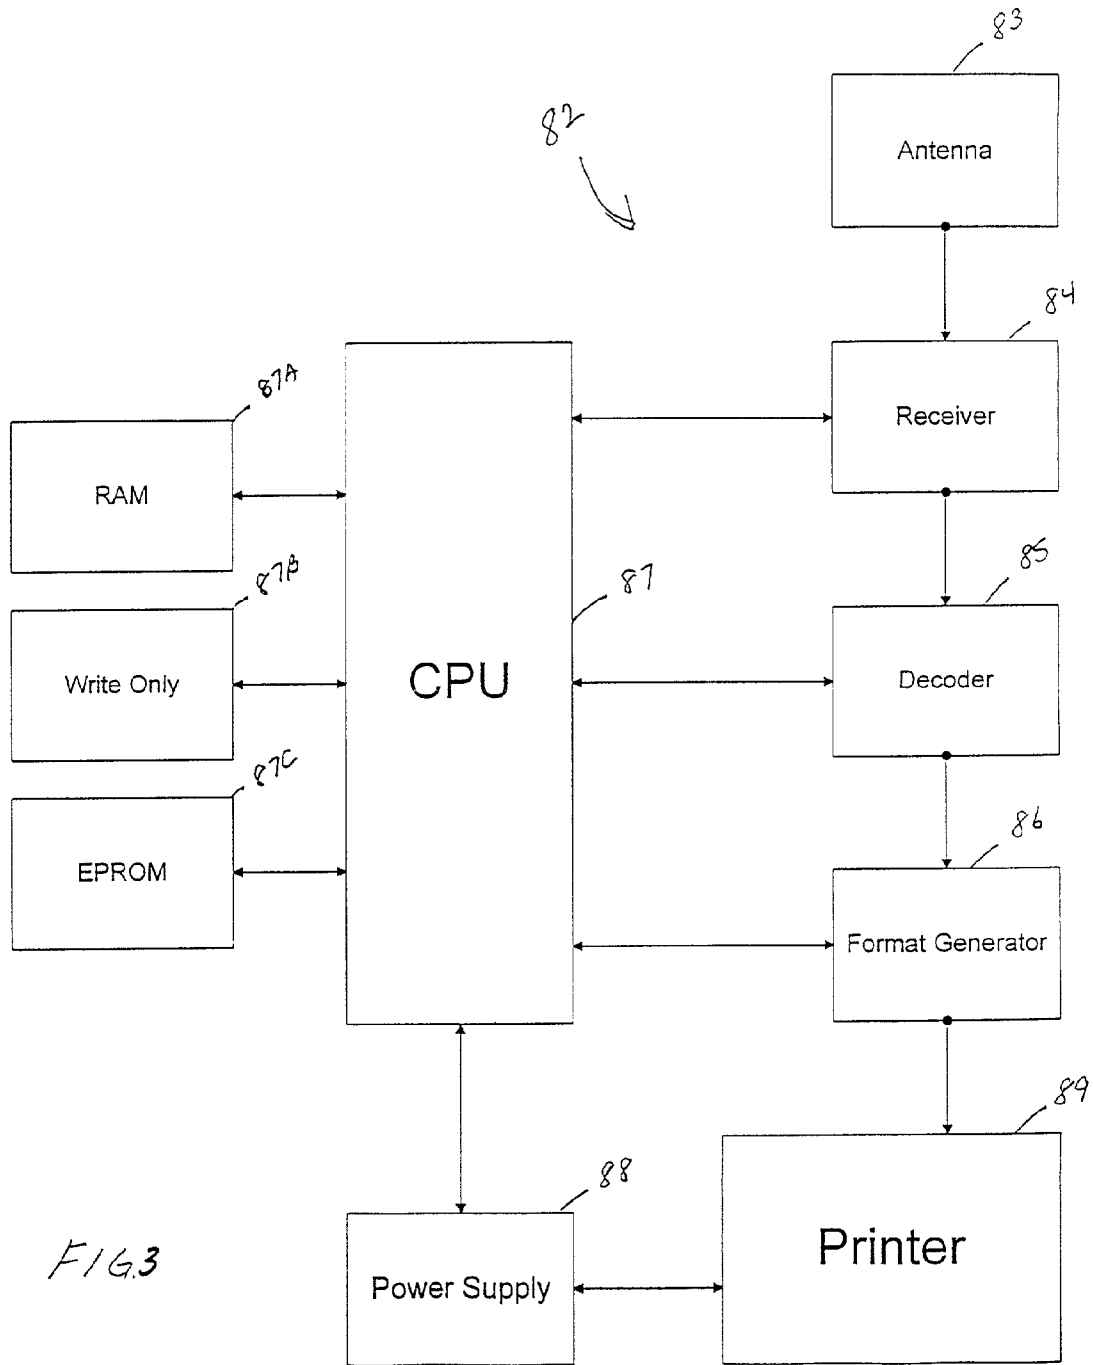 83
Antenna
82
84
Receiver
87A
RAM
87B
Write Only
87
CPU
85
Decoder
87C
EPROM
86
Format Generator
89
Printer
88
Power Supply
FIG.3